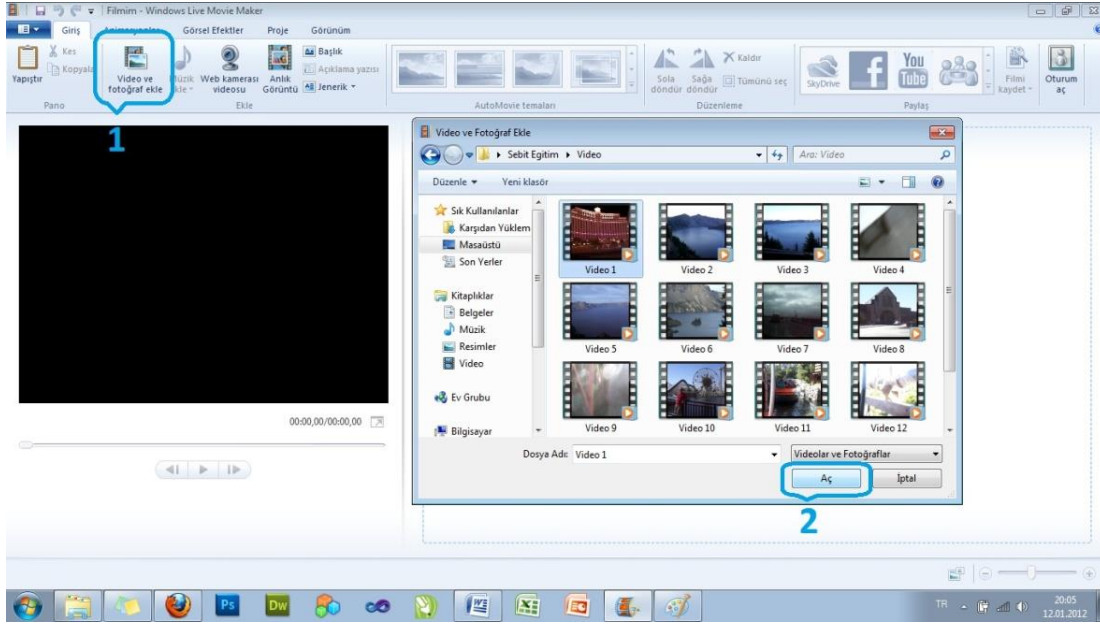 Filmim - Windows Live Movie Maker
Giriş Animasyonlar Görsel Efektler Proje Görünüm
Yapıştır
Kes
Kopyala
Video ve fotoğraf ekle
Müzik ekle
Web kamerası videosu
Anlık Görüntü
Başlık
Açıklama yazısı
Jenerik
Sola döndür
Sağa döndür
Kaldır
Tümünü seç
SkyDrive
f
You Tube
Filmi kaydet
Oturum aç
Pano Ekle AutoMovie temaları Düzenleme Paylaş
1
Video ve Fotoğraf Ekle
Sebit Egitim Video
Ara: Video
Düzenle Yeni klasör
Sık Kullanılanlar
Karşıdan Yüklem
Masaüstü
Son Yerler
Kitaplıklar
Belgeler
Müzik
Resimler
Video
Ev Grubu
Bilgisayar
Video 1 Video 2 Video 3 Video 4
Video 5 Video 6 Video 7 Video 8
Video 9 Video 10 Video 11 Video 12
Dosya Adı: Video 1
Videolar ve Fotoğraflar
Aç İptal
2
00:00,00/00:00,00
Ps Dw
TR
20:05
12.01.2012